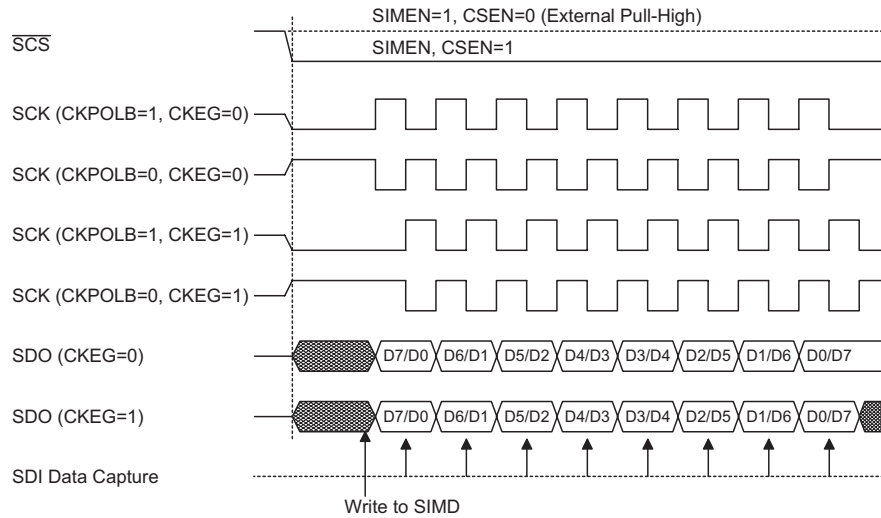 SIMEN=1, CSEN=0 (External Pull-High)
SCS
SIMEN, CSEN=1
SCK (CKPOLB=1, CKEG=0)
SCK (CKPOLB=0, CKEG=0)
SCK (CKPOLB=1, CKEG=1)
SCK (CKPOLB=0, CKEG=1)
SDO (CKEG=0) D7/D0 D6/D1 D5/D2 D4/D3 D3/D4 D2/D5 D1/D6 D0/D7
SDO (CKEG=1) D7/D0 D6/D1 D5/D2 D4/D3 D3/D4 D2/D5 D1/D6 D0/D7
SDI Data Capture
Write to SIMD